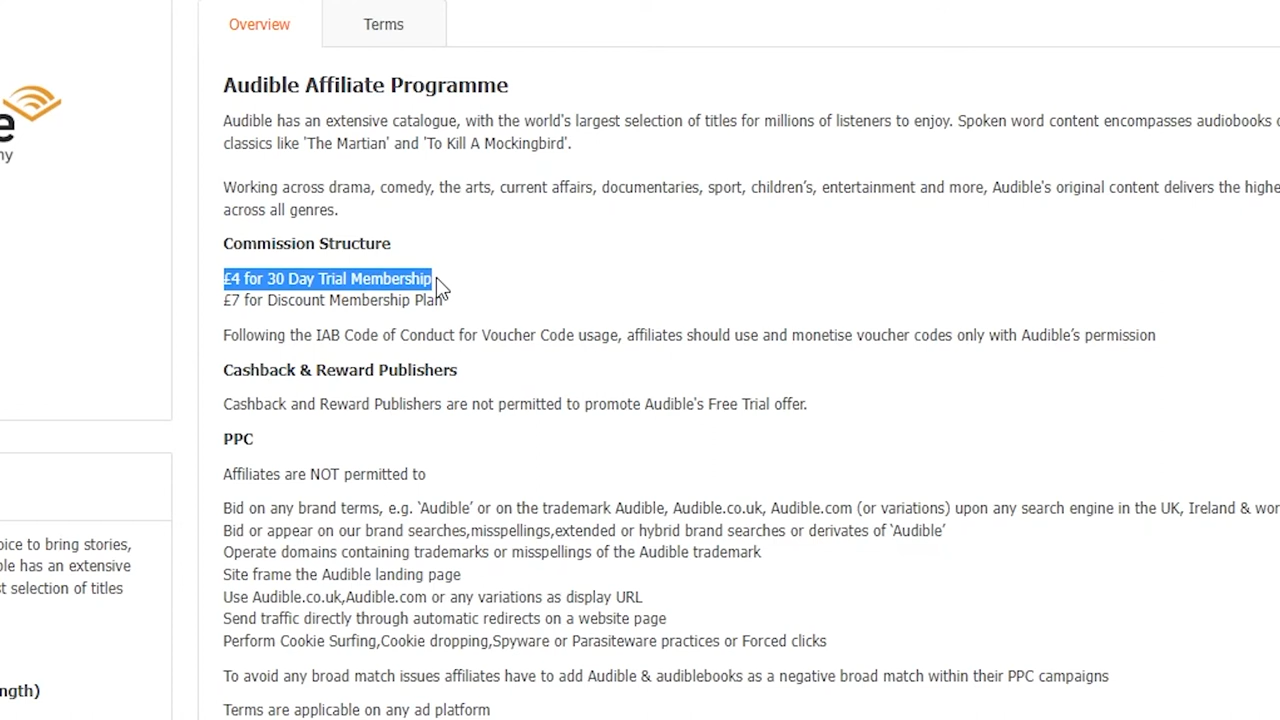 Overview
Terms
e
ny
Audible Affiliate Programme
Audible has an extensive catalogue, with the world's largest selection of titles for millions of listeners to enjoy. Spoken word content encompasses audiobooks
classics like 'The Martian' and 'To Kill A Mockingbird'.
Working across drama, comedy, the arts, current affairs, documentaries, sport, children's, entertainment and more, Audible's original content delivers the highe
across all genres.
Commission Structure
£4 for 30 Day Trial Membership
£7 for Discount Membership Plan
Following the IAB Code of Conduct for Voucher Code usage, affiliates should use and monetise voucher codes only with Audible's permission
Cashback & Reward Publishers
Cashback and Reward Publishers are not permitted to promote Audible's Free Trial offer.
PPC
Affiliates are NOT permitted to
Bid on any brand terms, e.g. `Audible' or on the trademark Audible, Audible.co.uk, Audible.com (or variations) upon any search engine in the UK, Ireland & wor
Bid or appear on our brand searches,misspellings,extended or hybrid brand searches or derivates of `Audible'
Operate domains containing trademarks or misspellings of the Audible trademark
Site frame the Audible landing page
Use Audible.co.uk,Audible.com or any variations as display URL
Send traffic directly through automatic redirects on a website page
Perform Cookie Surfing,Cookie dropping,Spyware or Parasiteware practices or Forced clicks
To avoid any broad match issues affiliates have to add Audible & audiblebooks as a negative broad match within their PPC campaigns
Terms are applicable on any ad platform
oice to bring stories,
ble has an extensive
st selection of titles
ngth)